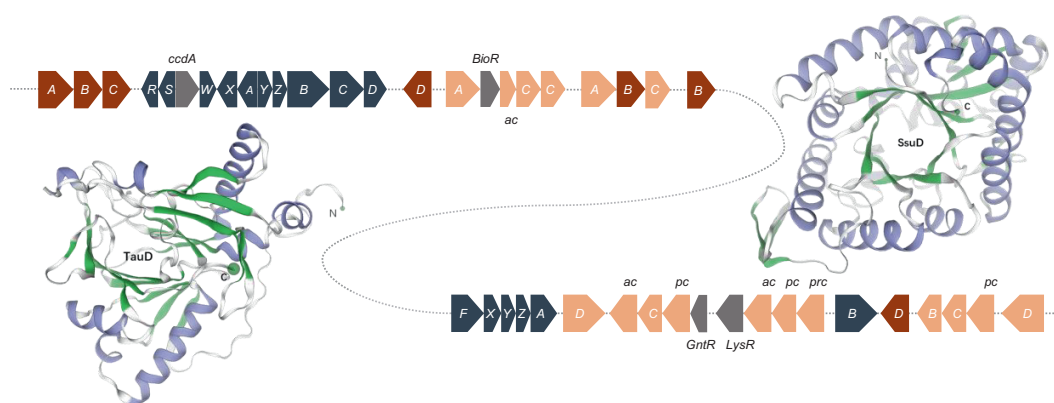 ccdA BioR
A B C R S W X A Y Z B C D D A C C A B C B
ac
N
C
SsuD
N
TauD
C
ac pc ac pc prc pc
F X Y Z A D C B D B C D
GntR LysR